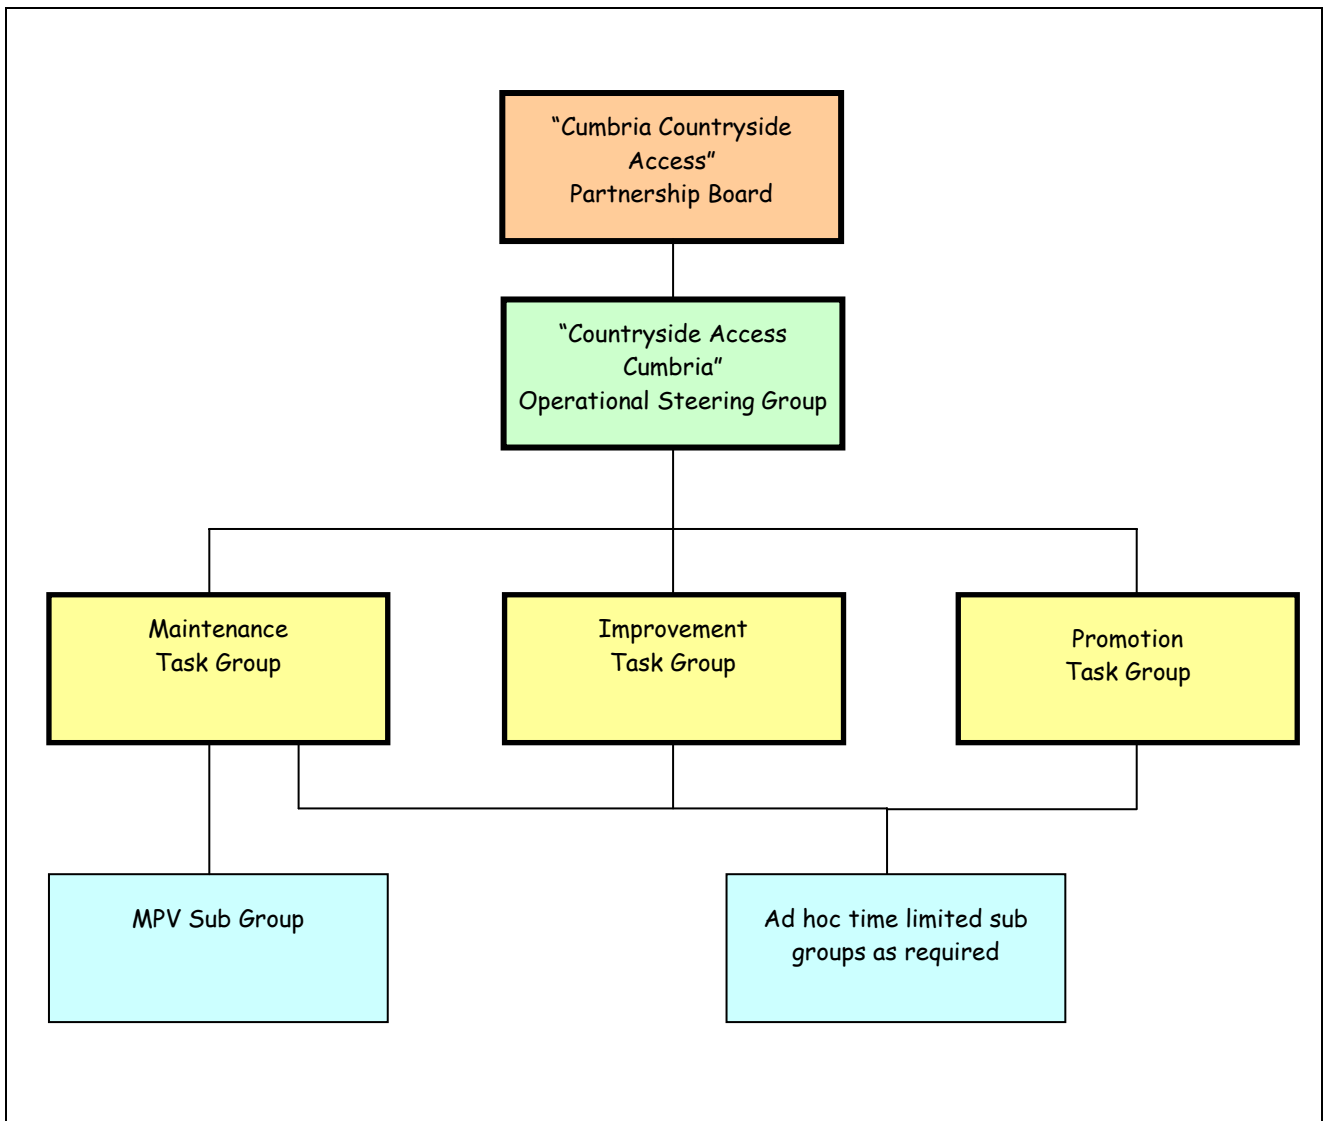 “Cumbria Countryside
Access”
Partnership Board
“Countryside Access
Cumbria”
Operational Steering Group
Maintenance
Task Group
Improvement
Task Group
Promotion
Task Group
MPV Sub Group
Ad hoc time limited sub
groups as required